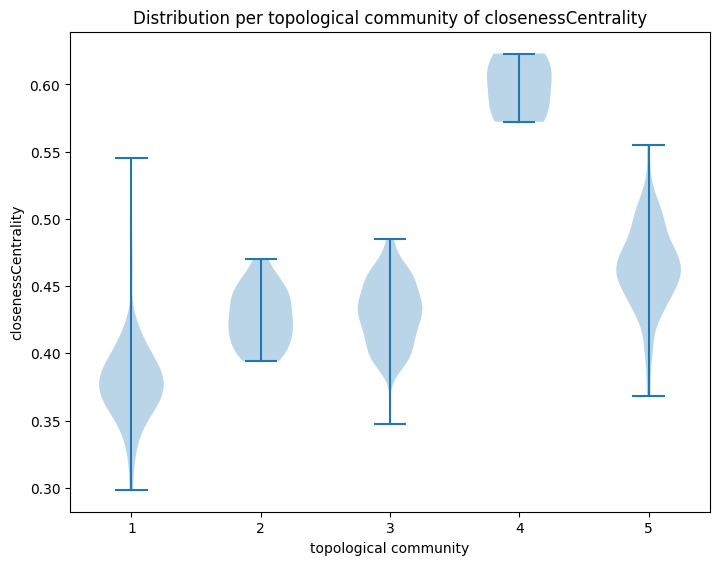 Distribution per topological community of closenessCentrality
closenessCentrality
0.60
0.55
0.50
0.45
0.40
0.35
0.30
1 2 3 4 5
topological community